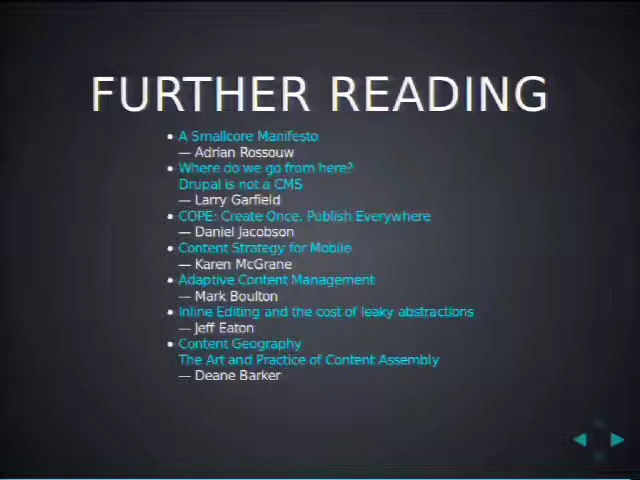 FURTHER READING
• A Smallcore Manifesto
— Adrian Rossouw
• Where do we go from here?
Drupal is not a CMS
— Larry Garfield
• COPE: Create Once, Publish Everywhere
— Daniel Jacobson
• Content Strategy for Mobile
— Karen McGrane
• Adaptive Content Management
— Mark Boulton
• Inline Editing and the cost of leaky abstractions
— Jeff Eaton
• Content Geography
The Art and Practice of Content Assembly
— Deane Barker